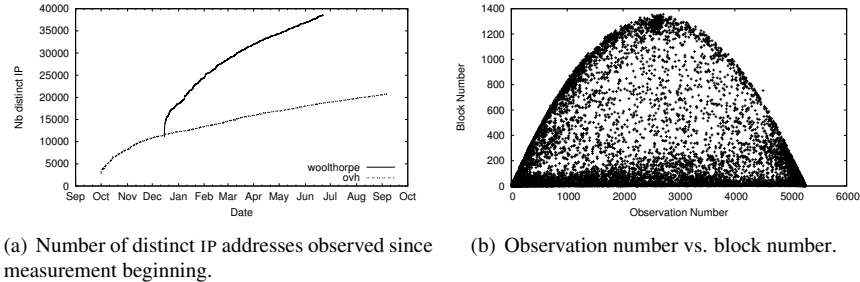 40000
35000
30000
25000
20000
15000
10000
5000
0
Nb distinct IP
Sep Oct Nov Dec Jan Feb Mar Apr May Jun Jul Aug Sep Oct
Date
woolthorpe
ovh
1400
1200
1000
800
600
400
200
0
Block Number
0 1000 2000 3000 4000 5000 6000
Observation Number
(a) Number of distinct IP addresses observed since
measurement beginning.
(b) Observation number vs. block number.